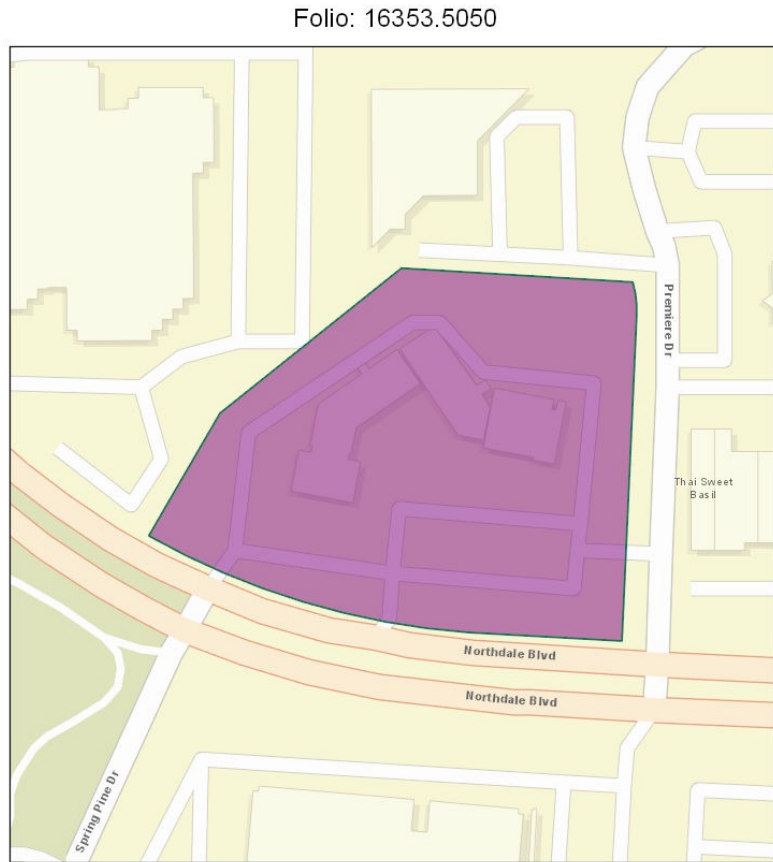 Folio: 16353.5050
Premiere Dr
Thai Sweet
Basil
Northdale Blvd
Northdale Blvd
Spring Pine Dr